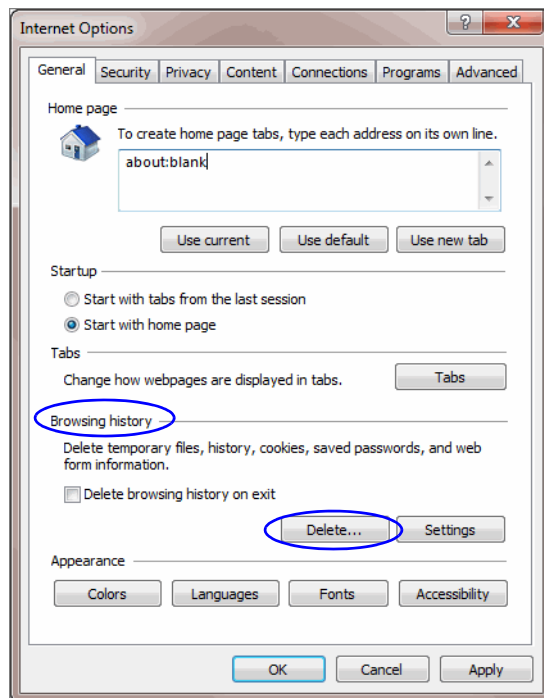 Internet Options
General Security Privacy Content Connections Programs Advanced
Home page
To create home page tabs, type each address on its own line.
about:blank
Use current Use default Use new tab
Startup
Start with tabs from the last session
Start with home page
Tabs
Change how webpages are displayed in tabs. Tabs
Browsing history
Delete temporary files, history, cookies, saved passwords, and web
form information.
Delete browsing history on exit
Delete... Settings
Appearance
Colors Languages Fonts Accessibility
OK Cancel Apply